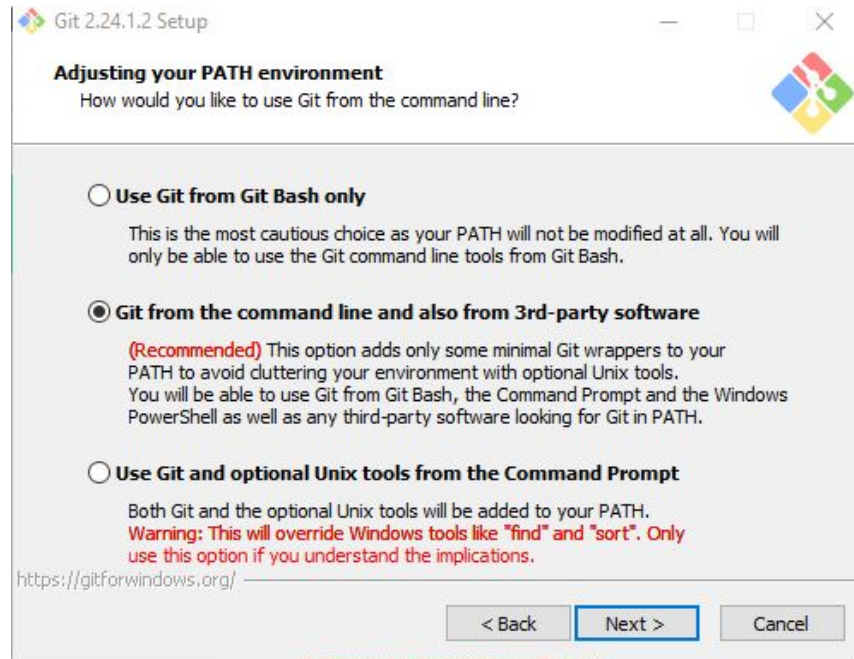 Git 2.24.1.2 Setup
Adjusting your PATH environment
How would you like to use Git from the command line?
Use Git from Git Bash only
This is the most cautious choice as your PATH will not be modified at all. You will
only be able to use the Git command line tools from Git Bash.
Git from the command line and also from 3rd-party software
(Recommended) This option adds only some minimal Git wrappers to your
PATH to avoid cluttering your environment with optional Unix tools.
You will be able to use Git from Git Bash, the Command Prompt and the Windows
PowerShell as well as any third-party software looking for Git in PATH.
Use Git and optional Unix tools from the Command Prompt
Both Git and the optional Unix tools will be added to your PATH.
Warning: This will override Windows tools like "find" and "sort". Only
use this option if you understand the implications.
https://gitforwindows.org/
< Back Next > Cancel